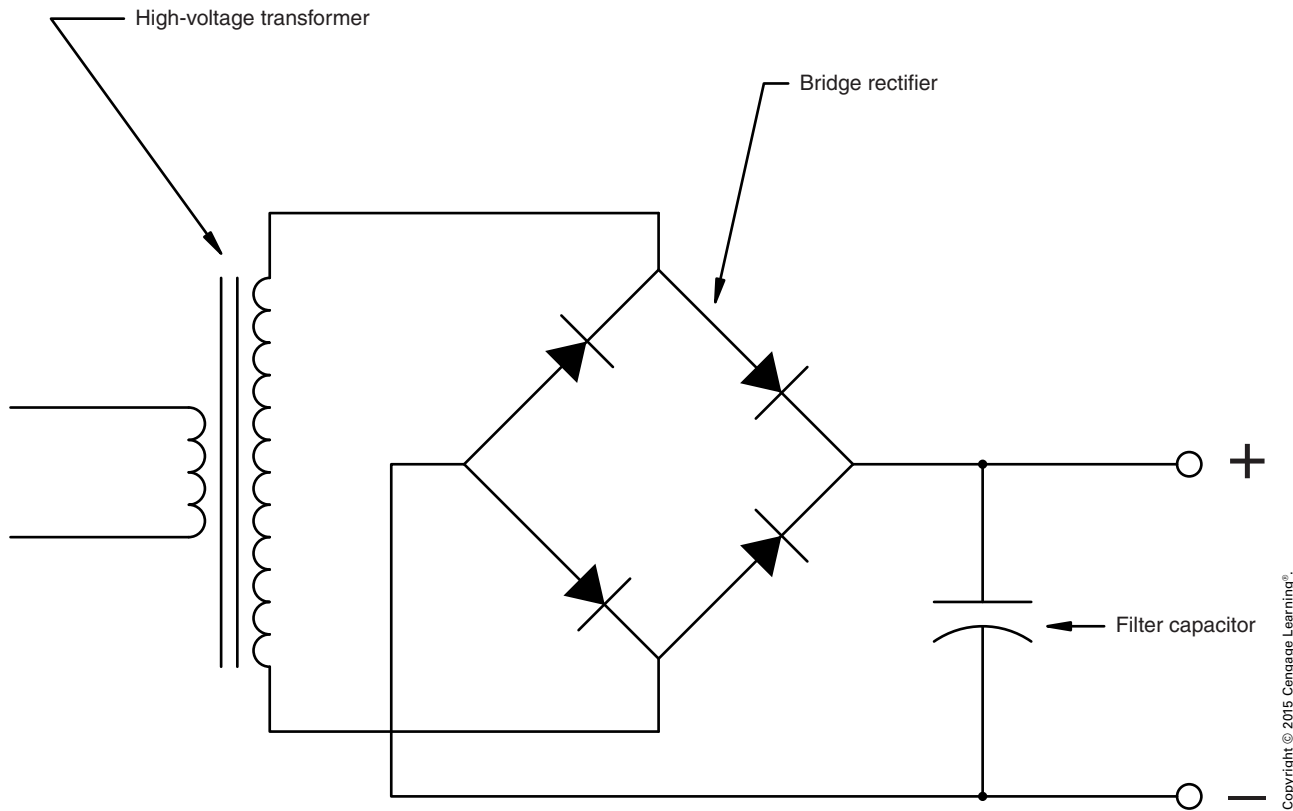 High-voltage transformer
Bridge rectifier
+
Filter capacitor
−
Copyright © 2015 Cengage Learning®.